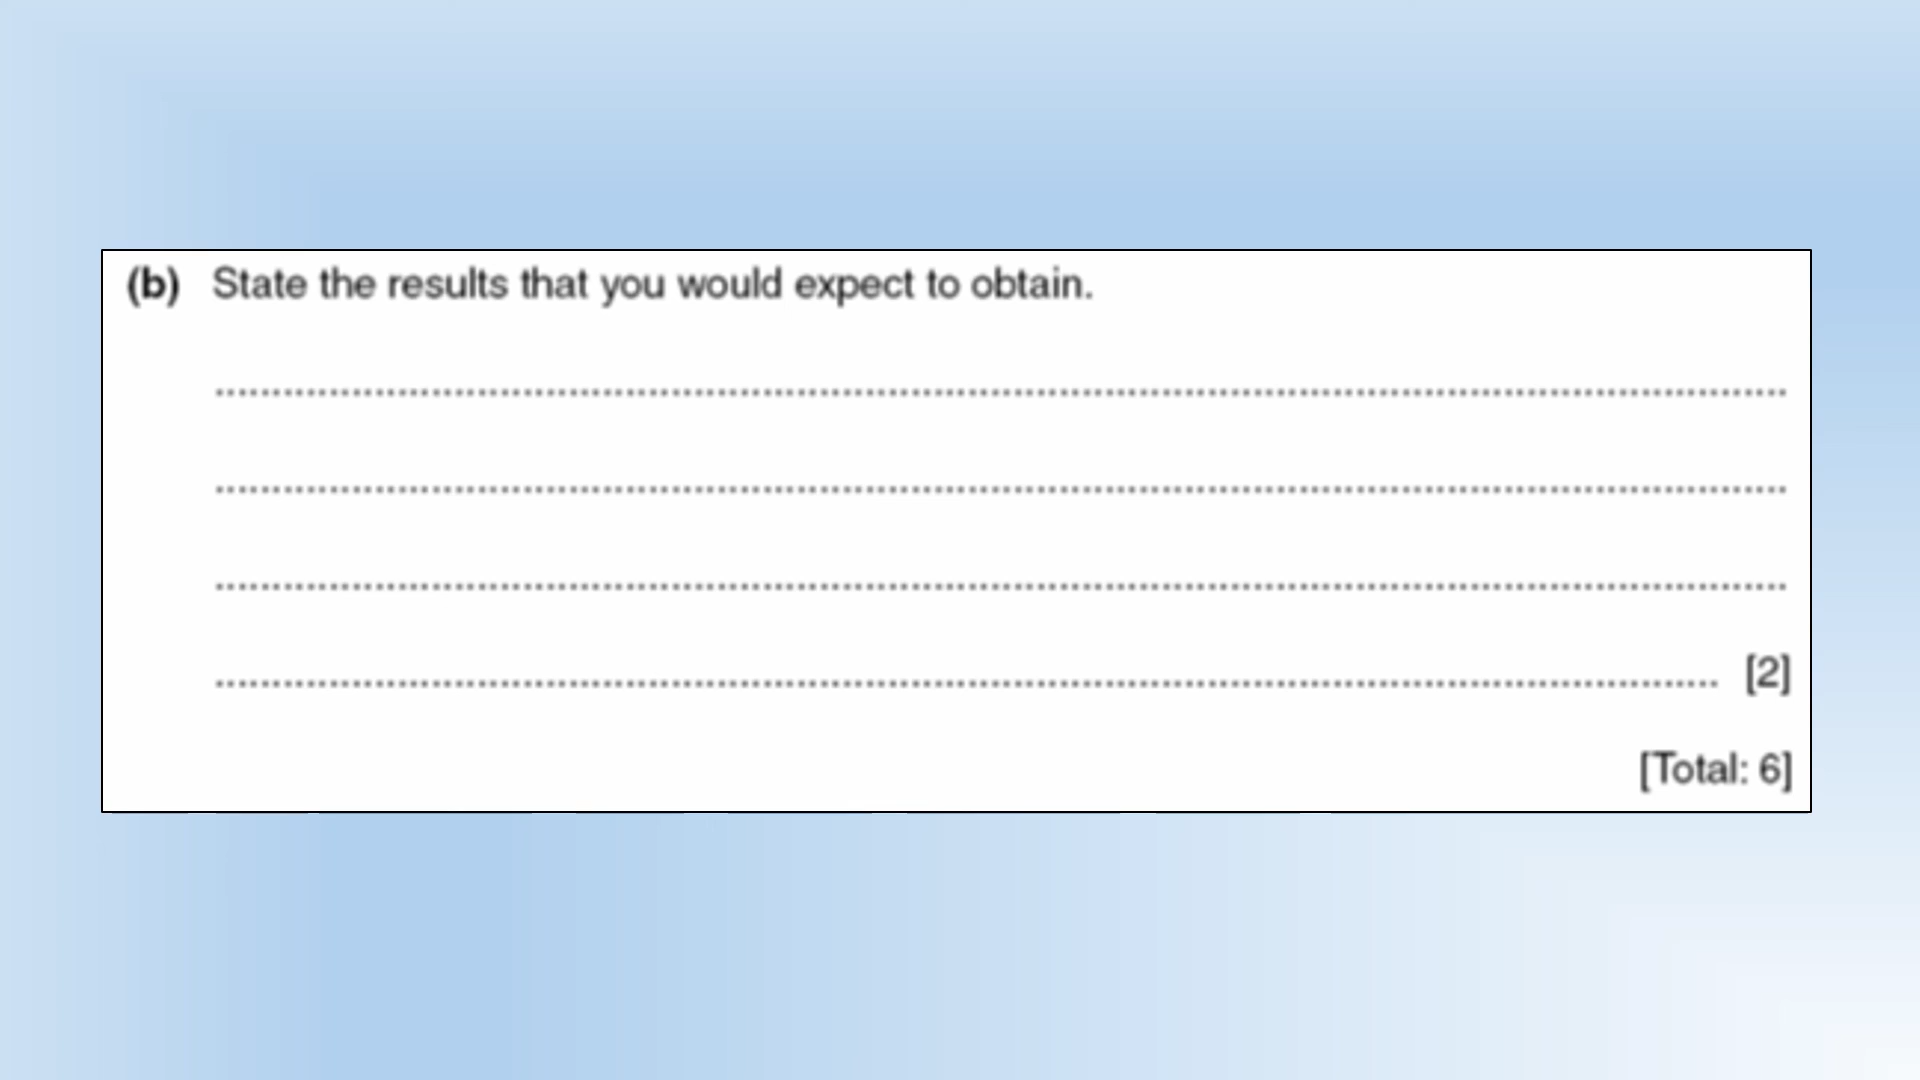 (b) State the results that you would expect to obtain.
[2]
[Total: 6]